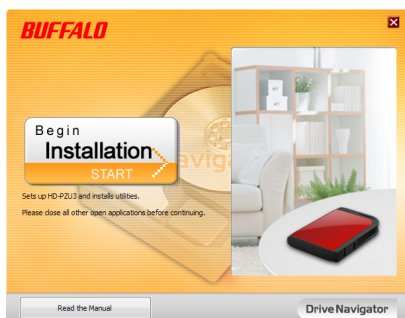 BUFFALO
Begin
Installation
START
Sets up HD-PZU3 and installs utilities.
Please close all other open applications before continuing.
Read the Manual
DriveNavigator